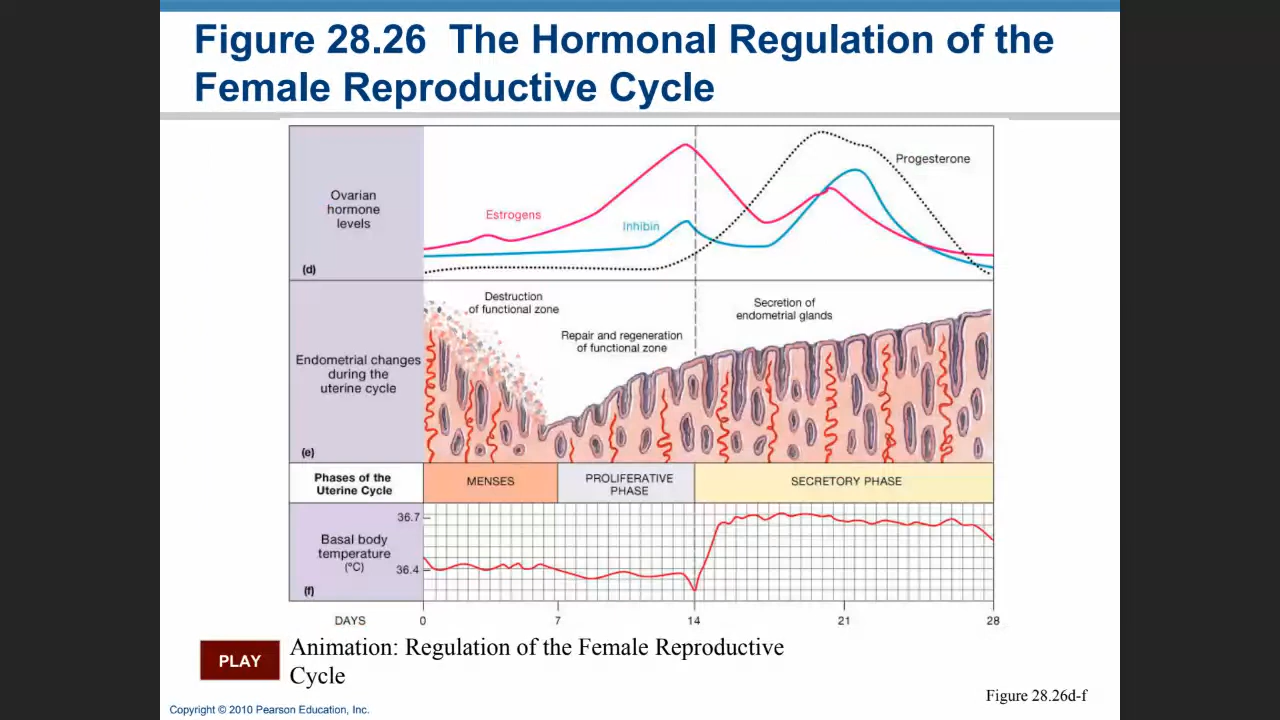 Figure 28.26 The Hormonal Regulation of the
Female Reproductive Cycle
Ovarian
hormone
levels
(d)
Estrogens
Inhibin
Progesterone
Endometrial changes
during the
uterine cycle
(e)
Destruction
of functional zone
Repair and regeneration
of functional zone
Secretion of
endometrial glands
Phases of the
Uterine Cycle
MENSES
PROLIFERATIVE
PHASE
SECRETORY PHASE
Basal body
temperature
(°C)
(f)
36.7
36.4
DAYS 0 7 14 21 28
PLAY
Animation: Regulation of the Female Reproductive
Cycle
Figure 28.26d-f
Copyright © 2010 Pearson Education, Inc.